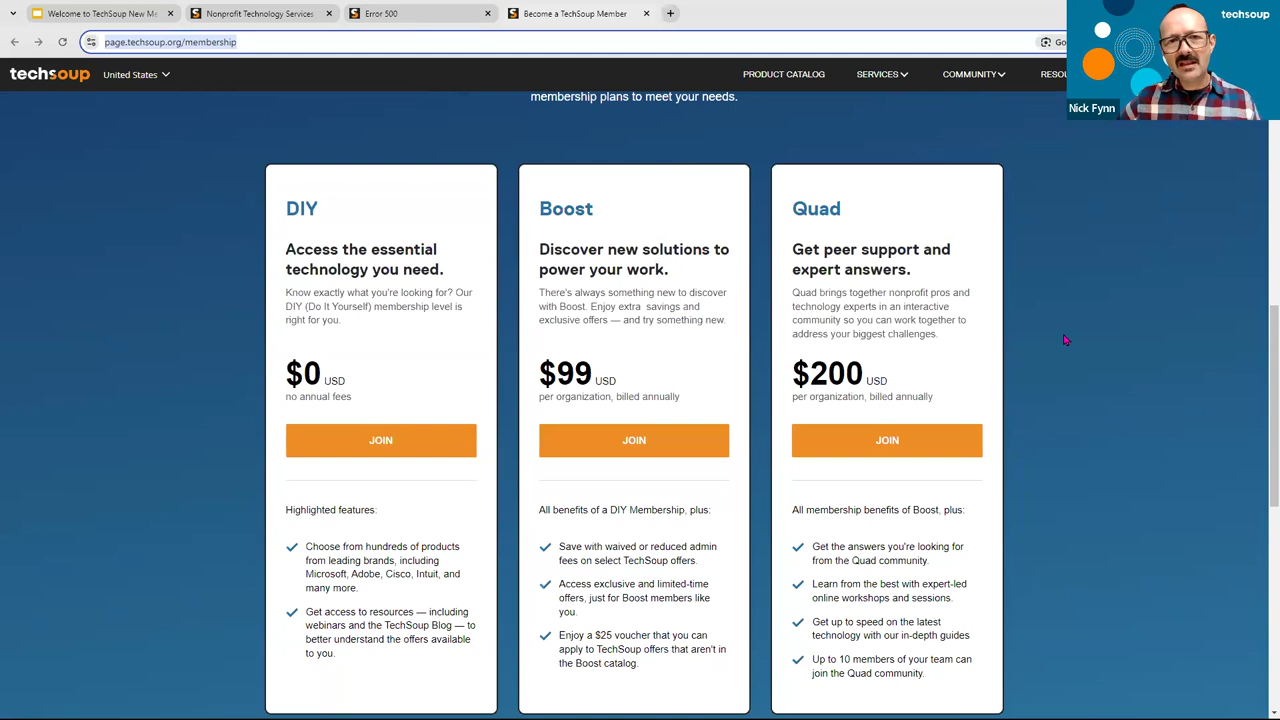 Welcome to TechSoup New Me
Nonprofit Technology Services
Error 500
Become a TechSoup Member
page.techsoup.org/membership
Go
techsoup
United States
PRODUCT CATALOG
SERVICES
COMMUNITY
RESOU
techsoup
Nick Fynn
membership plans to meet your needs.
DIY
Access the essential
technology you need.
Know exactly what you're looking for? Our
DIY (Do It Yourself) membership level is
right for you.
$0 USD
no annual fees
JOIN
Highlighted features:
Choose from hundreds of products
from leading brands, including
Microsoft, Adobe, Cisco, Intuit, and
many more.
Get access to resources — including
webinars and the TechSoup Blog — to
better understand the offers available
to you.
Boost
Discover new solutions to
power your work.
There's always something new to discover
with Boost. Enjoy extra savings and
exclusive offers — and try something new.
$99 USD
per organization, billed annually
JOIN
All benefits of a DIY Membership, plus:
Save with waived or reduced admin
fees on select TechSoup offers.
Access exclusive and limited-time
offers, just for Boost members like
you.
Enjoy a $25 voucher that you can
apply to TechSoup offers that aren't in
the Boost catalog.
Quad
Get peer support and
expert answers.
Quad brings together nonprofit pros and
technology experts in an interactive
community so you can work together to
address your biggest challenges.
$200 USD
per organization, billed annually
JOIN
All membership benefits of Boost, plus:
Get the answers you're looking for
from the Quad community.
Learn from the best with expert-led
online workshops and sessions.
Get up to speed on the latest
technology with our in-depth guides
Up to 10 members of your team can
join the Quad community.